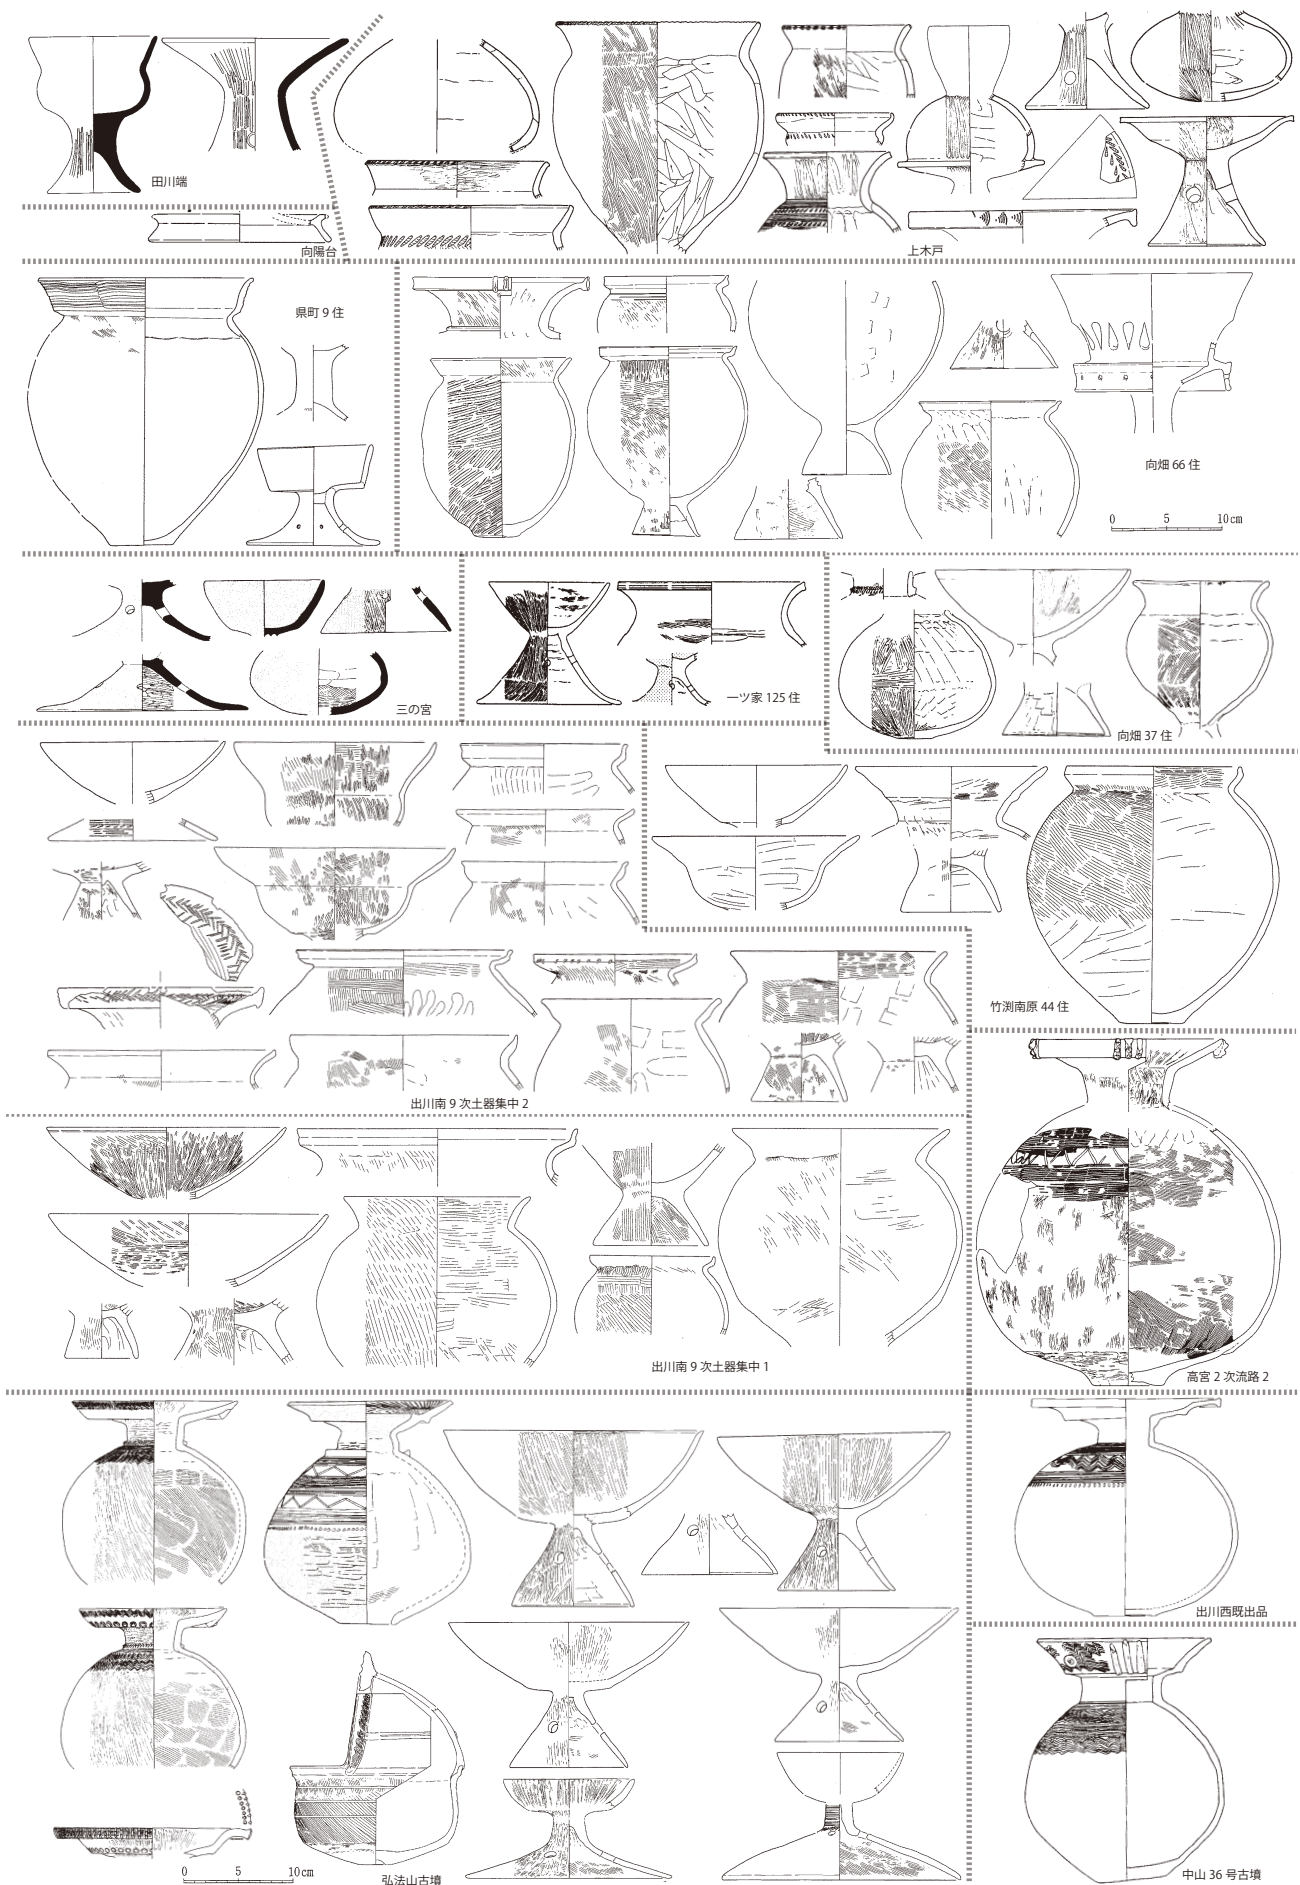 田川端
向陽台
上木戸
県町 9 住
向畑 66 住
0 5 10cm
三の宮
一ツ家 125 住
向畑 37 住
竹渕南原 44 住
出川南 9 次土器集中 2
出川南 9 次土器集中 1
高宮 2 次流路 2
出川西既出品
0 5 10cm
弘法山古墳
中山 36 号古墳